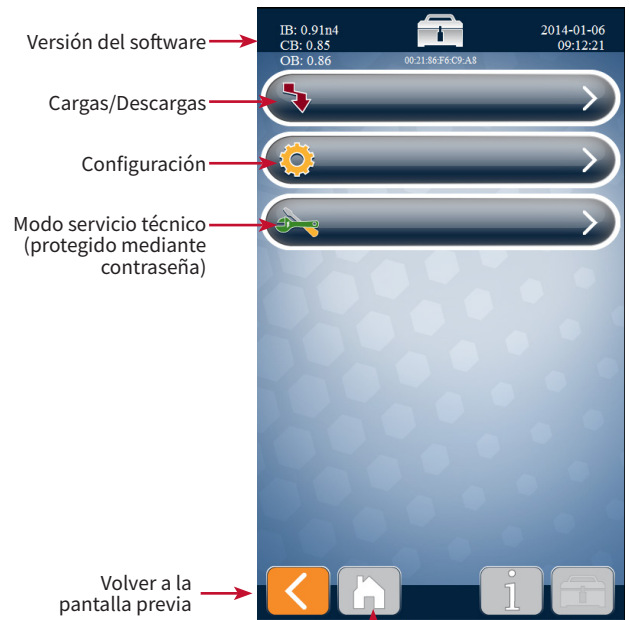 Versión del software
IB: 0.91n4
CB: 0.85
OB: 0.86
00:21:86:F6:C9:A8
2014-01-06
09:12:21
Cargas/Descargas
Configuración
Modo servicio técnico
(protegido mediante
contraseña)
Volver a la
pantalla previa